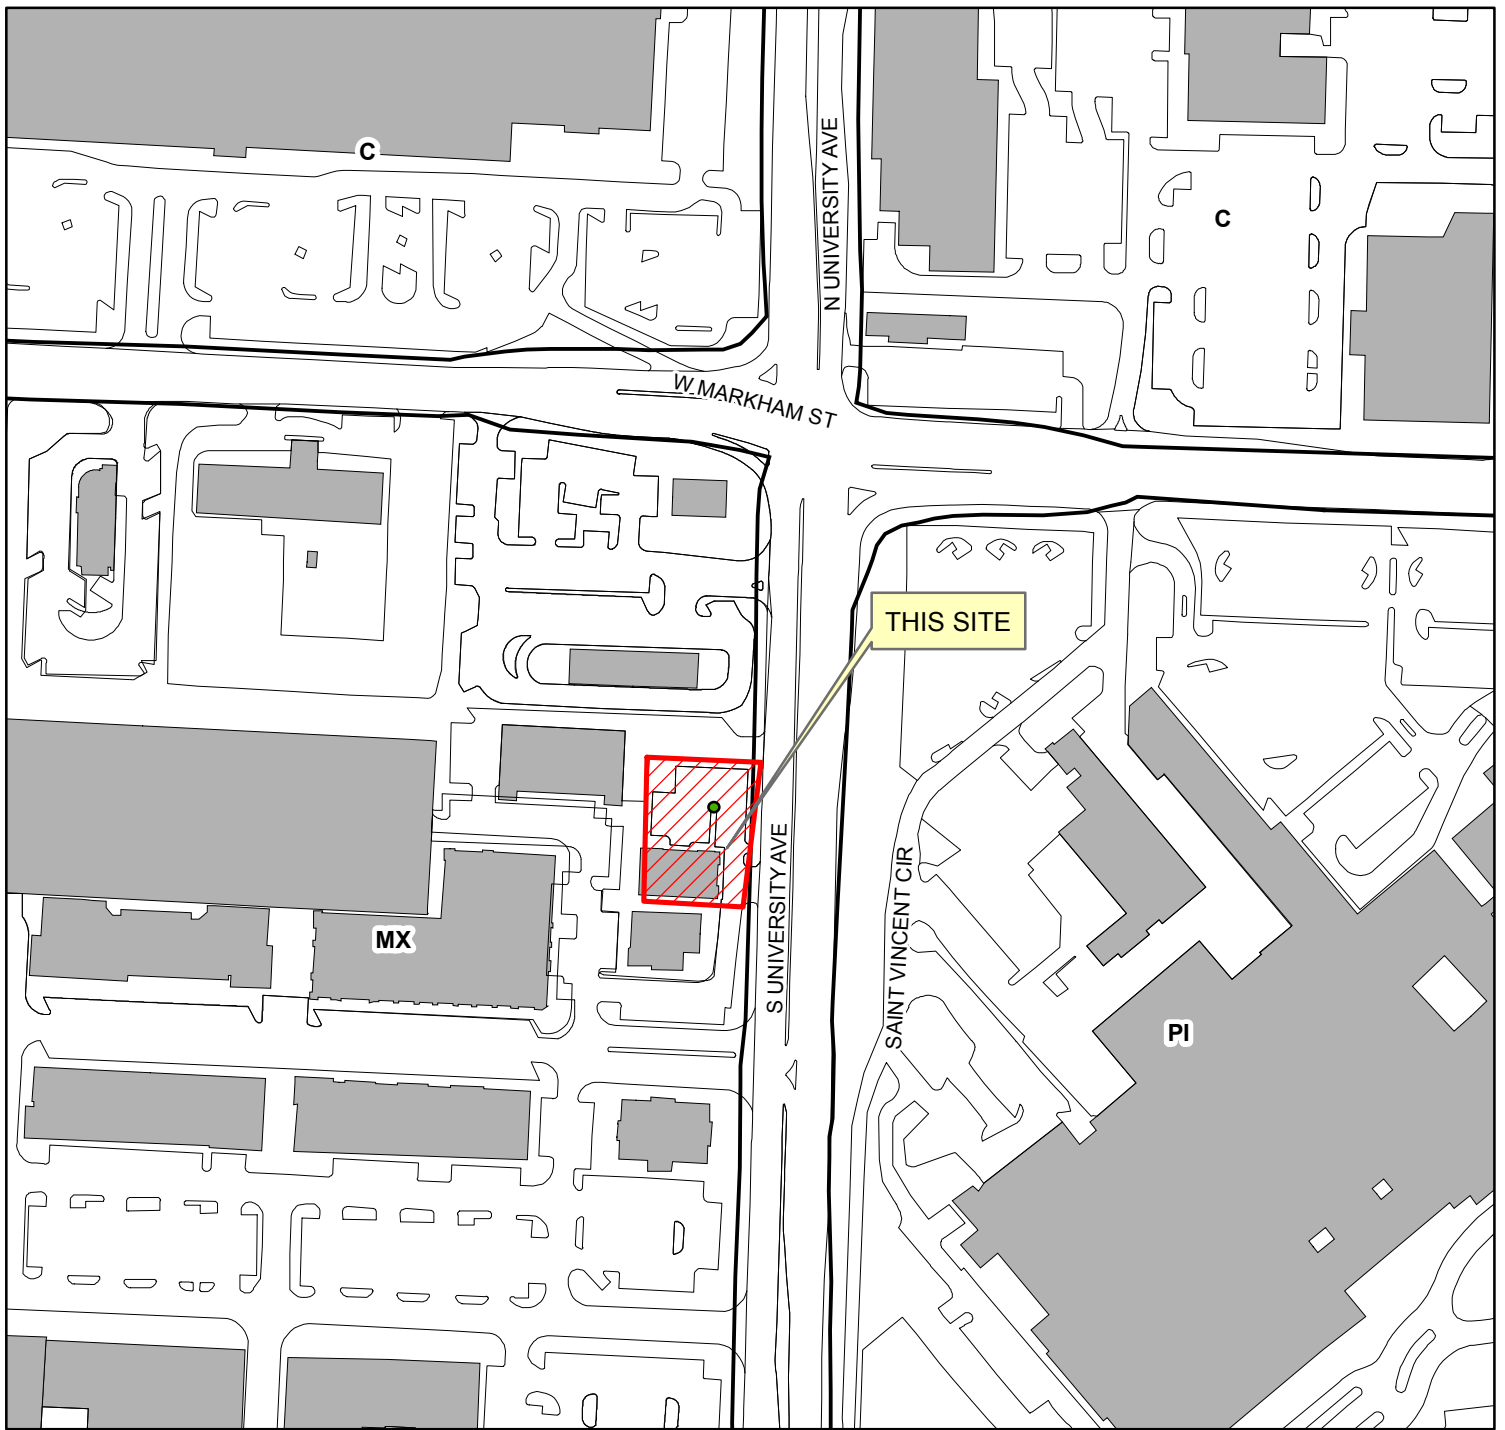 C
N UNIVERSITY AVE
C
W MARKHAM ST
THIS SITE
S UNIVERSITY AVE
SAINT VINCENT CIR
MX
PI